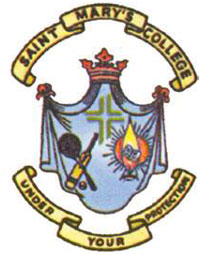 SAINT MARY'S COLLEGE
UNDER YOUR PROTECTION